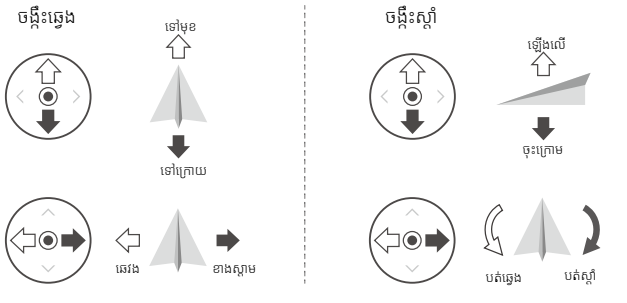 ចង្កឹះឆ្វេង
ចង្កឹះស្តាំ
ទៅមុខ
ទៅក្រោយ
ឡើងលើ
ចុះក្រោម
ឆេវង
ខាងស្តាម
បត់ឆ្វេង
បត់ស្តាំ